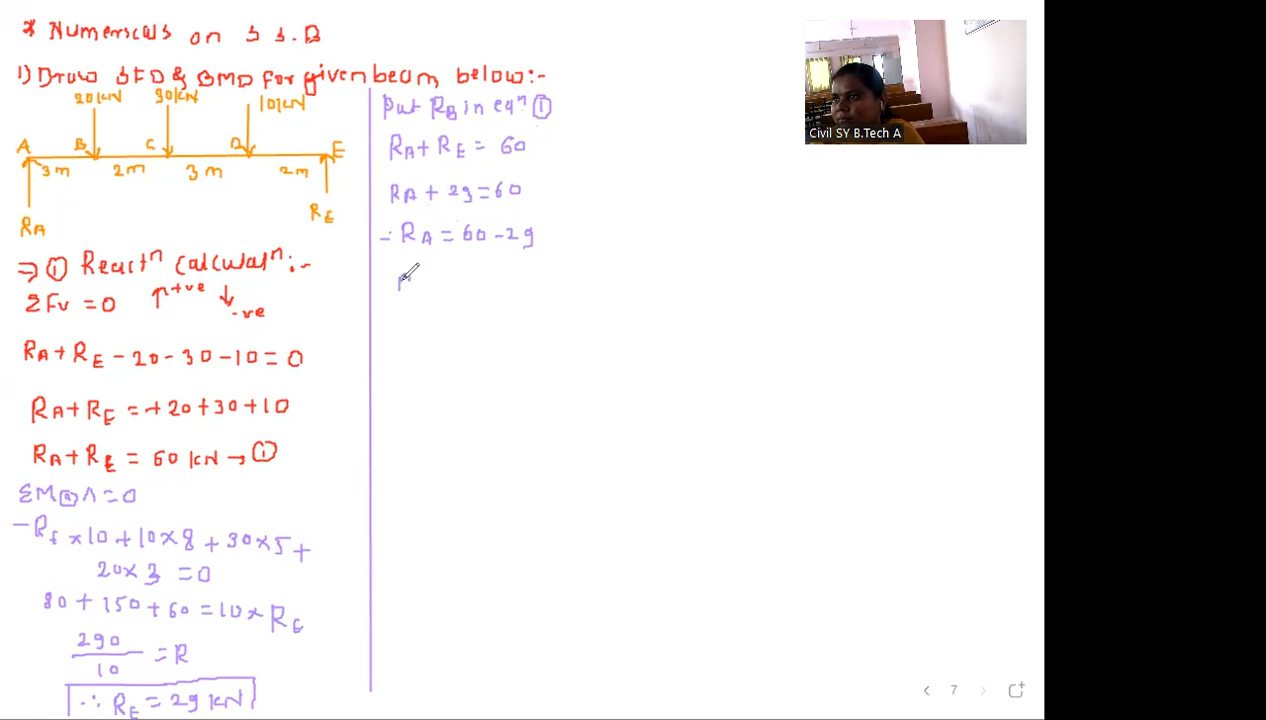 * Numericals on S S.B
1) Draw SFD & BMD for given beam below:-
20kN 30kN 10kN
A B C D E
3m 2m 3m 2m
RA RE
⇒ ① Reactⁿ Calculatⁿ:-
ΣFv = 0 ↑+ve ↓-ve
RA + RE - 20 - 30 - 10 = 0
RA + RE = +20 + 30 + 10
RA + RE = 60 kN → ①
ΣM@A = 0
- RE × 10 + 10 × 8 + 30 × 5 +
20 × 3 = 0
80 + 150 + 60 = 10 × RE
290
10 = R
∴ RE = 29 kN
Put RB in eqⁿ ①
RA + RE = 60
RA + 29 = 60
∴ RA = 60 - 29
Civil SY B.Tech A
7